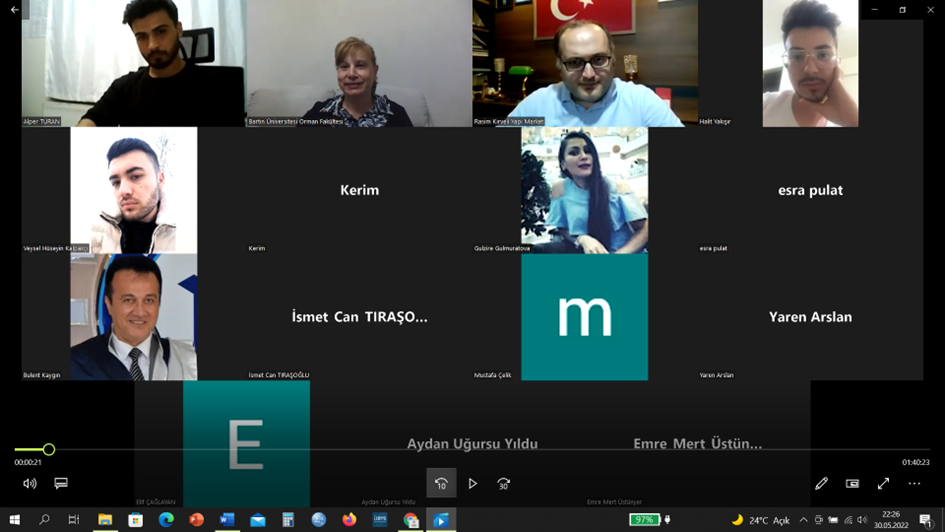 Alper TURAN
Bartın Üniversitesi Orman Fakültesi
Rasim Kırveli Yapı Market
Halit Yakışır
Kerim
esra pulat
Veysel Hüseyin
Kerim
Gulzire Gulmuratova
esra pulat
İsmet Can TIRAŞO...
m
Yaren Arslan
Bulent Kaygın
İsmet Can TIRAŞOĞLU
Mustafa Çelik
Yaren Arslan
E
Aydan Uğursu Yıldu
Emre Mert Üstün...
00:00:21
01:40:23
10
30
Elif ÇAĞLAYAN
Aydan Uğursu Yıldu
Emre Mert Üstünyer
97%
24°C Açık
22:26
30.05.2022